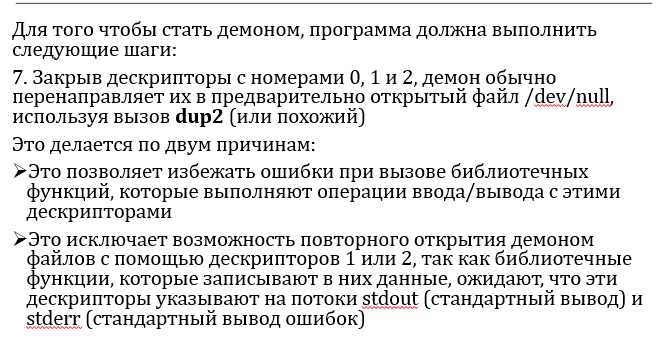 Для того чтобы стать демоном, программа должна выполнить
следующие шаги:
7. Закрыв дескрипторы с номерами 0, 1 и 2, демон обычно
перенаправляет их в предварительно открытый файл /dev/null,
используя вызов dup2 (или похожий)
Это делается по двум причинам:
➢Это позволяет избежать ошибки при вызове библиотечных
функций, которые выполняют операции ввода/вывода с этими
дескрипторами
➢Это исключает возможность повторного открытия демоном
файлов с помощью дескрипторов 1 или 2, так как библиотечные
функции, которые записывают в них данные, ожидают, что эти
дескрипторы указывают на потоки stdout (стандартный вывод) и
stderr (стандартный вывод ошибок)